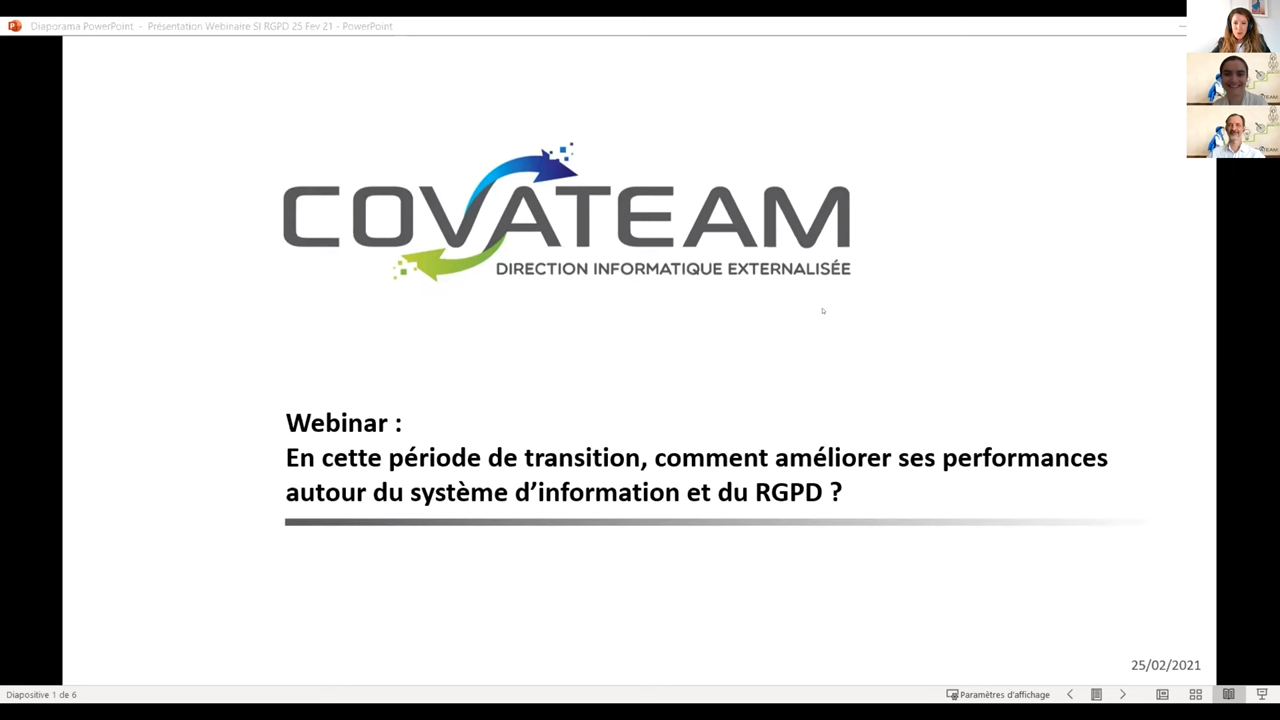 Diaporama PowerPoint - Présentation Webinaire SI RGPD 25 Fev 21 - PowerPoint
COVATEAM
DIRECTION INFORMATIQUE EXTERNALISÉE
Webinar :
En cette période de transition, comment améliorer ses performances
autour du système d’information et du RGPD ?
25/02/2021
Diapositive 1 de 6
Paramètres d'affichage